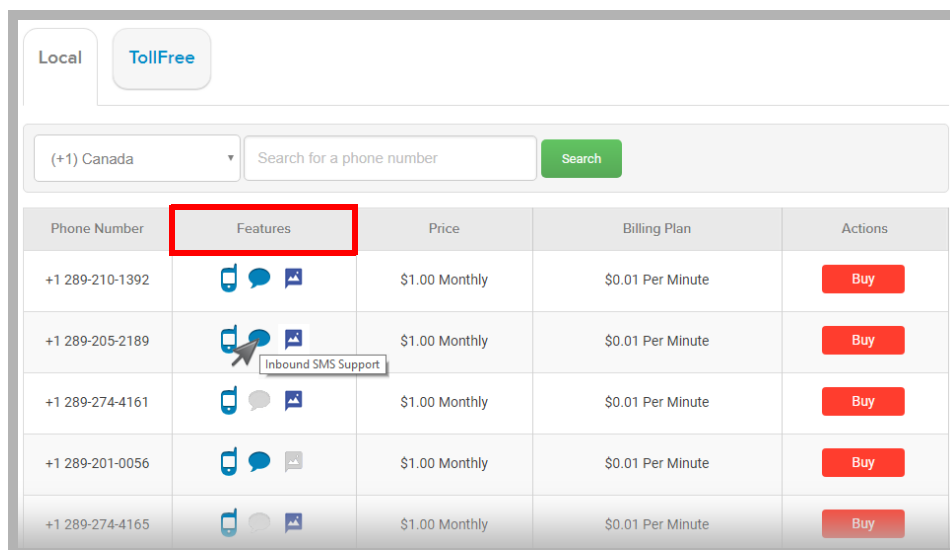 Local TollFree
(+1) Canada Search for a phone number Search
Phone Number Features Price Billing Plan Actions
+1 289-210-1392 $1.00 Monthly $0.01 Per Minute Buy
+1 289-205-2189 $1.00 Monthly $0.01 Per Minute Buy
Inbound SMS Support
+1 289-274-4161 $1.00 Monthly $0.01 Per Minute Buy
+1 289-201-0056 $1.00 Monthly $0.01 Per Minute Buy
+1 289-274-4165 $1.00 Monthly $0.01 Per Minute Buy